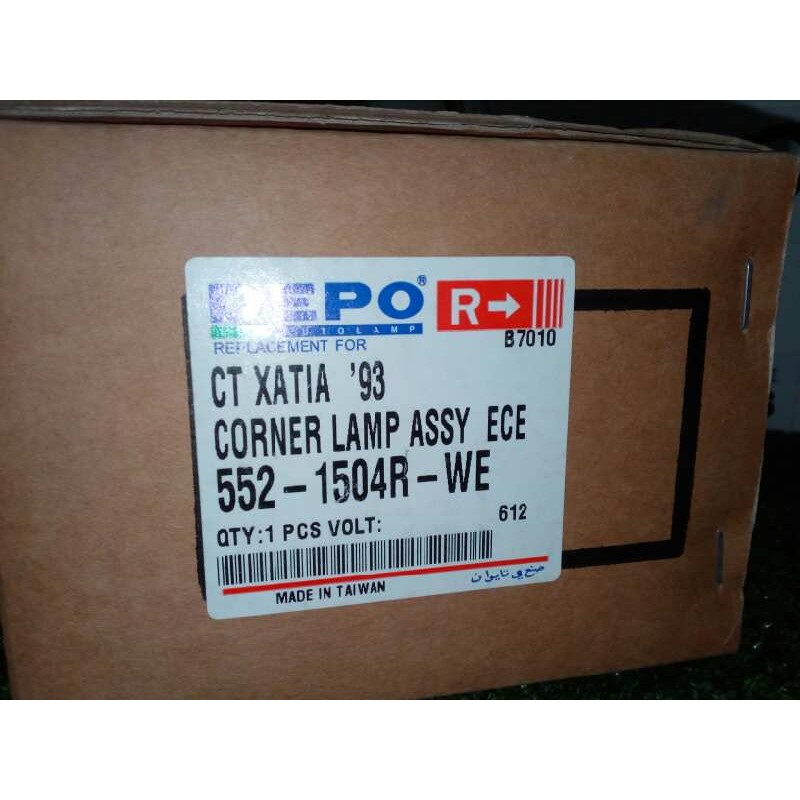 DEPO® R→
AUTOLAMP
REPLACEMENT FOR B7010
CT XATIA '93
CORNER LAMP ASSY ECE
552-1504R-WE
QTY:1 PCS VOLT: 612
MADE IN TAIWAN صنع في تايوان